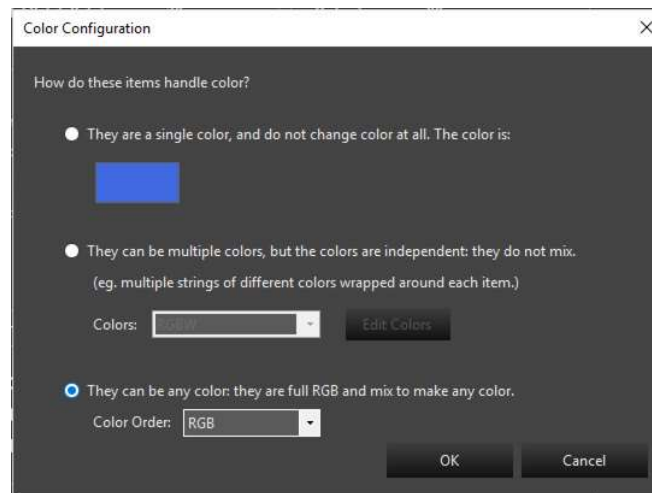 Color Configuration
How do these items handle color?
They are a single color, and do not change color at all. The color is:
They can be multiple colors, but the colors are independent: they do not mix.
(eg. multiple strings of different colors wrapped around each item.)
Colors: RGBW Edit Colors
They can be any color: they are full RGB and mix to make any color.
Color Order: RGB
OK Cancel